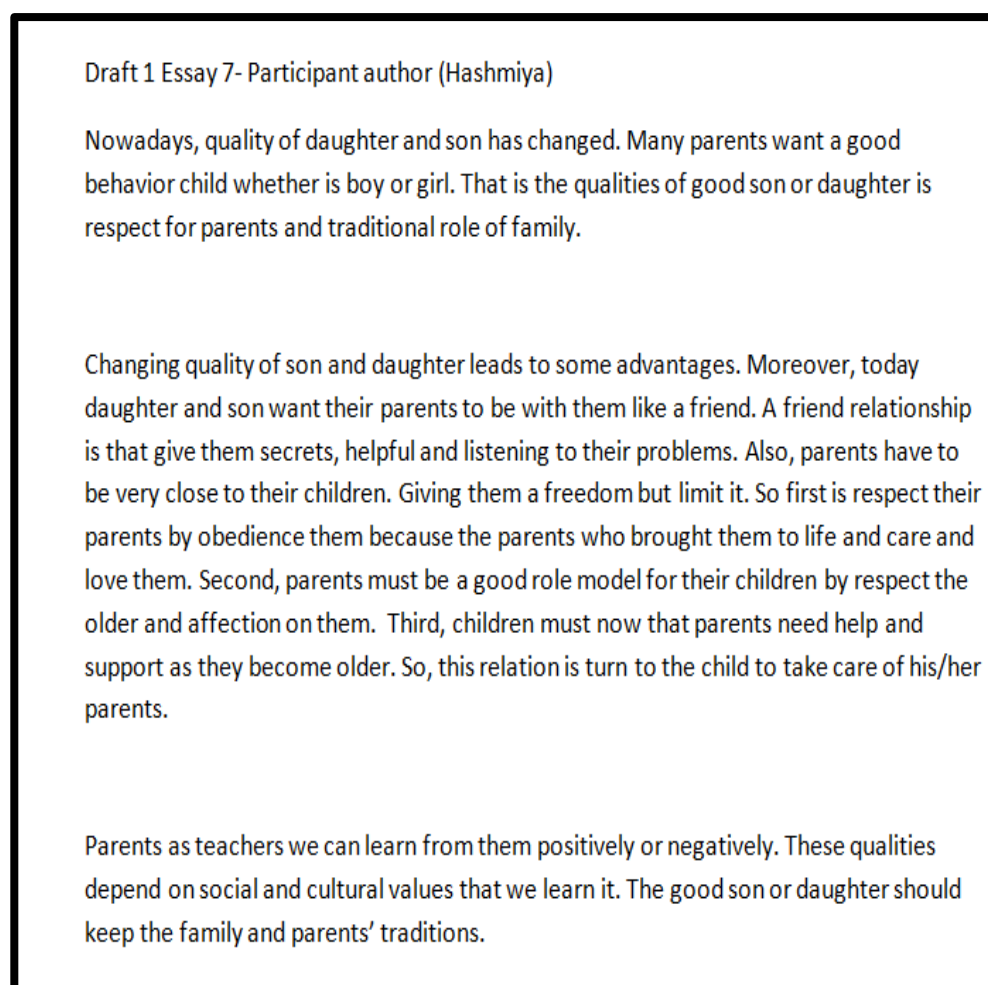 Draft 1 Essay 7- Participant author (Hashmiya)
Nowadays, quality of daughter and son has changed. Many parents want a good
behavior child whether is boy or girl. That is the qualities of good son or daughter is
respect for parents and traditional role of family.
Changing quality of son and daughter leads to some advantages. Moreover, today
daughter and son want their parents to be with them like a friend. A friend relationship
is that give them secrets, helpful and listening to their problems. Also, parents have to
be very close to their children. Giving them a freedom but limit it. So first is respect their
parents by obedience them because the parents who brought them to life and care and
love them. Second, parents must be a good role model for their children by respect the
older and affection on them.  Third, children must now that parents need help and
support as they become older. So, this relation is turn to the child to take care of his/her
parents.
Parents as teachers we can learn from them positively or negatively. These qualities
depend on social and cultural values that we learn it. The good son or daughter should
keep the family and parents’ traditions.